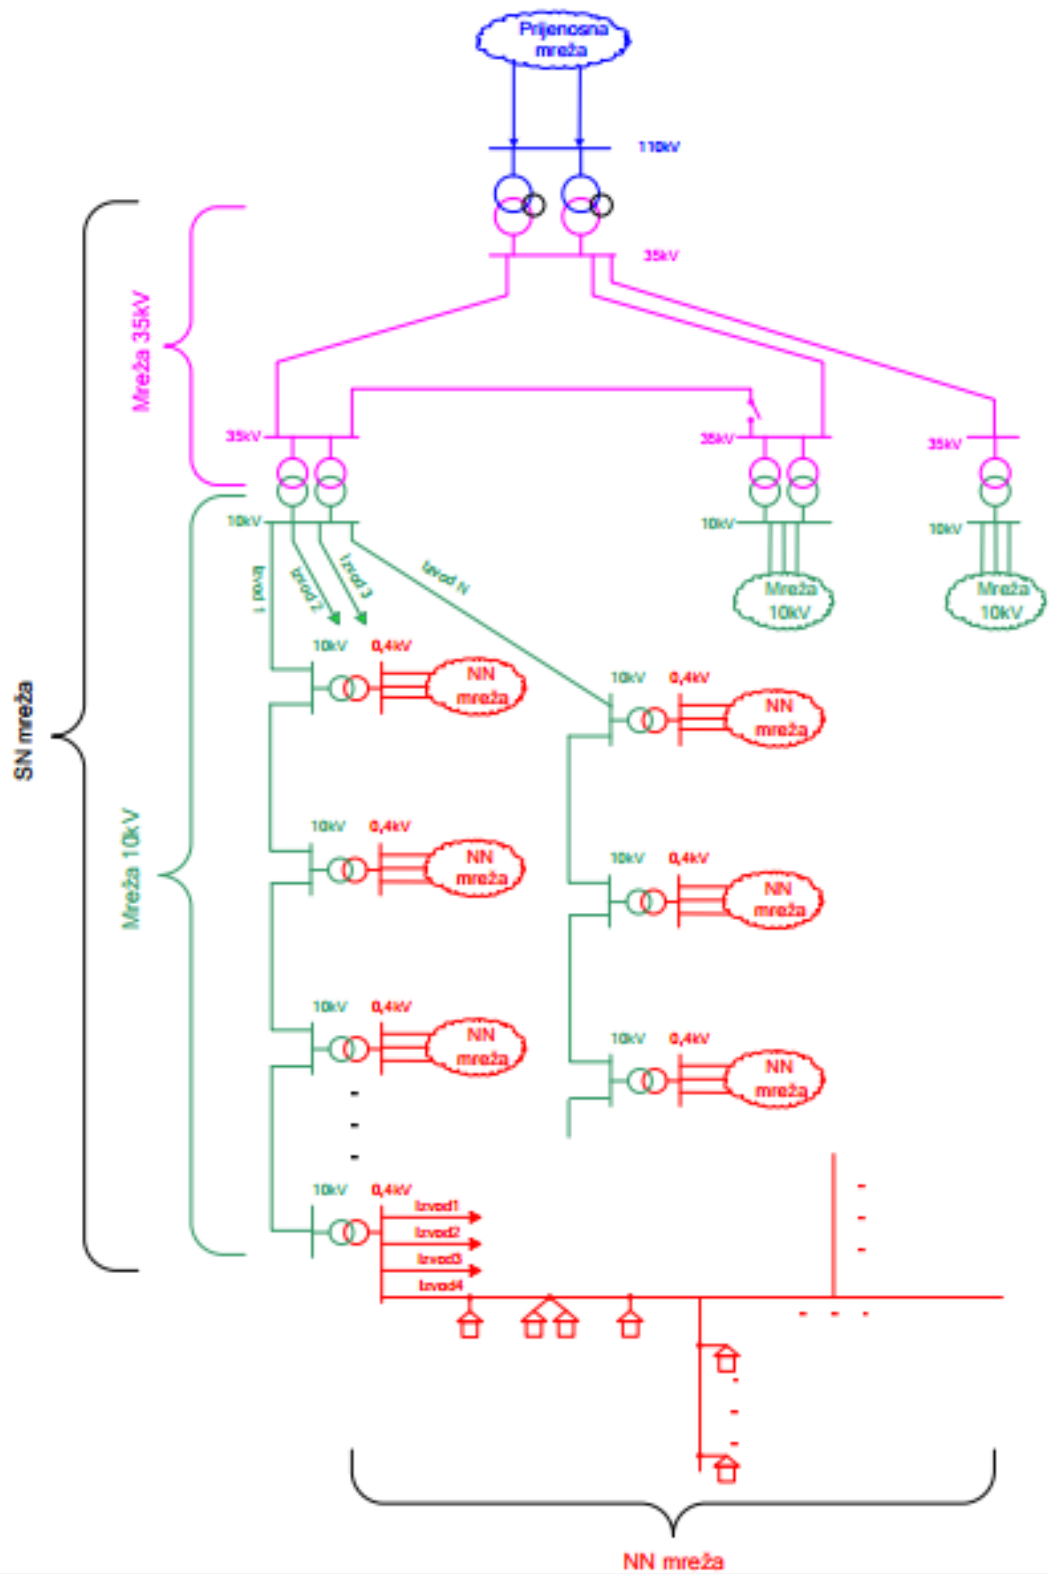 Prijenosna
mreža
110kV
35kV
Mreža 35kV
35kV
35kV
35kV
10kV
10kV
10kV
Izvod 1
Izvod 2
Izvod 3
Izvod N
Mreža
10kV
Mreža
10kV
10kV 0,4kV
NN
mreža
10kV 0,4kV
NN
mreža
SN mreža
Mreža 10kV
10kV 0,4kV
NN
mreža
10kV 0,4kV
NN
mreža
10kV 0,4kV
NN
mreža
10kV 0,4kV
NN
mreža
10kV 0,4kV
Izvod1
Izvod2
Izvod3
Izvod4
NN mreža